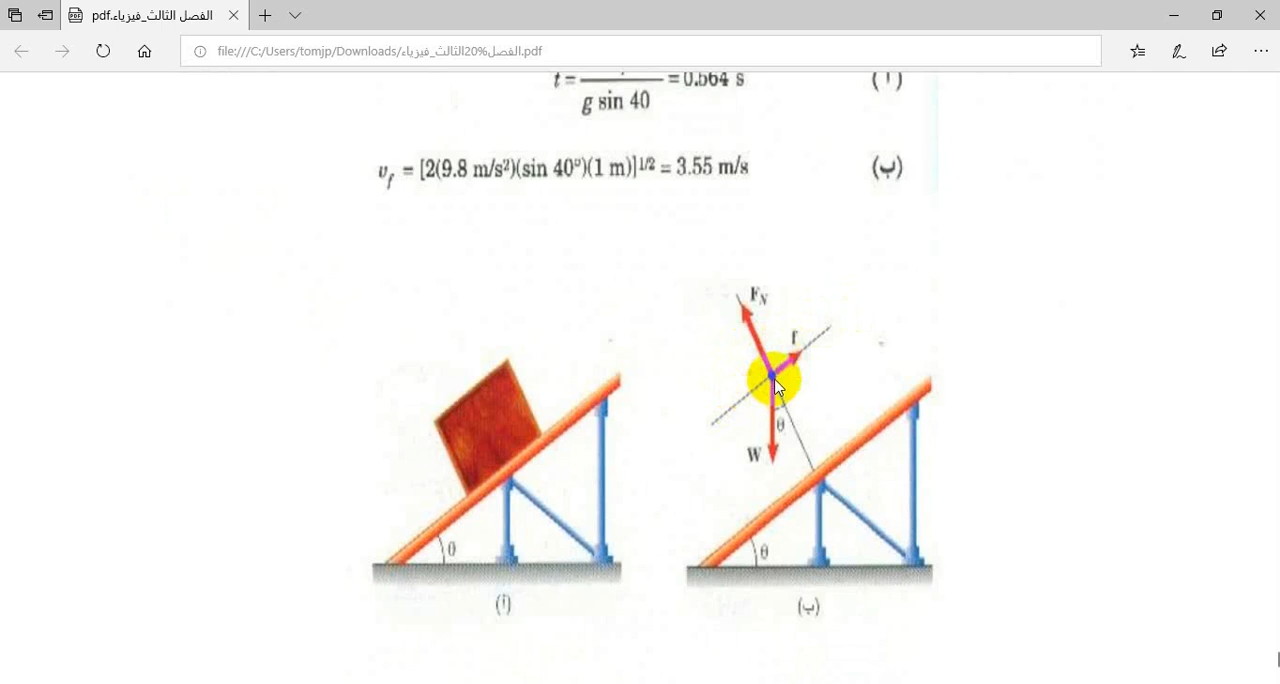 الفصل الثالث_فيزياء.pdf
file:///C:/Users/tomjp/Downloads/الفصل%20الثالث_فيزياء.pdf
t = = 0.564 s (أ)
g sin 40
v_f = [2(9.8 m/s²)(sin 40°)(1 m)]^1/2 = 3.55 m/s (ب)
F_N
f
θ
W
θ
θ
(أ)
(ب)